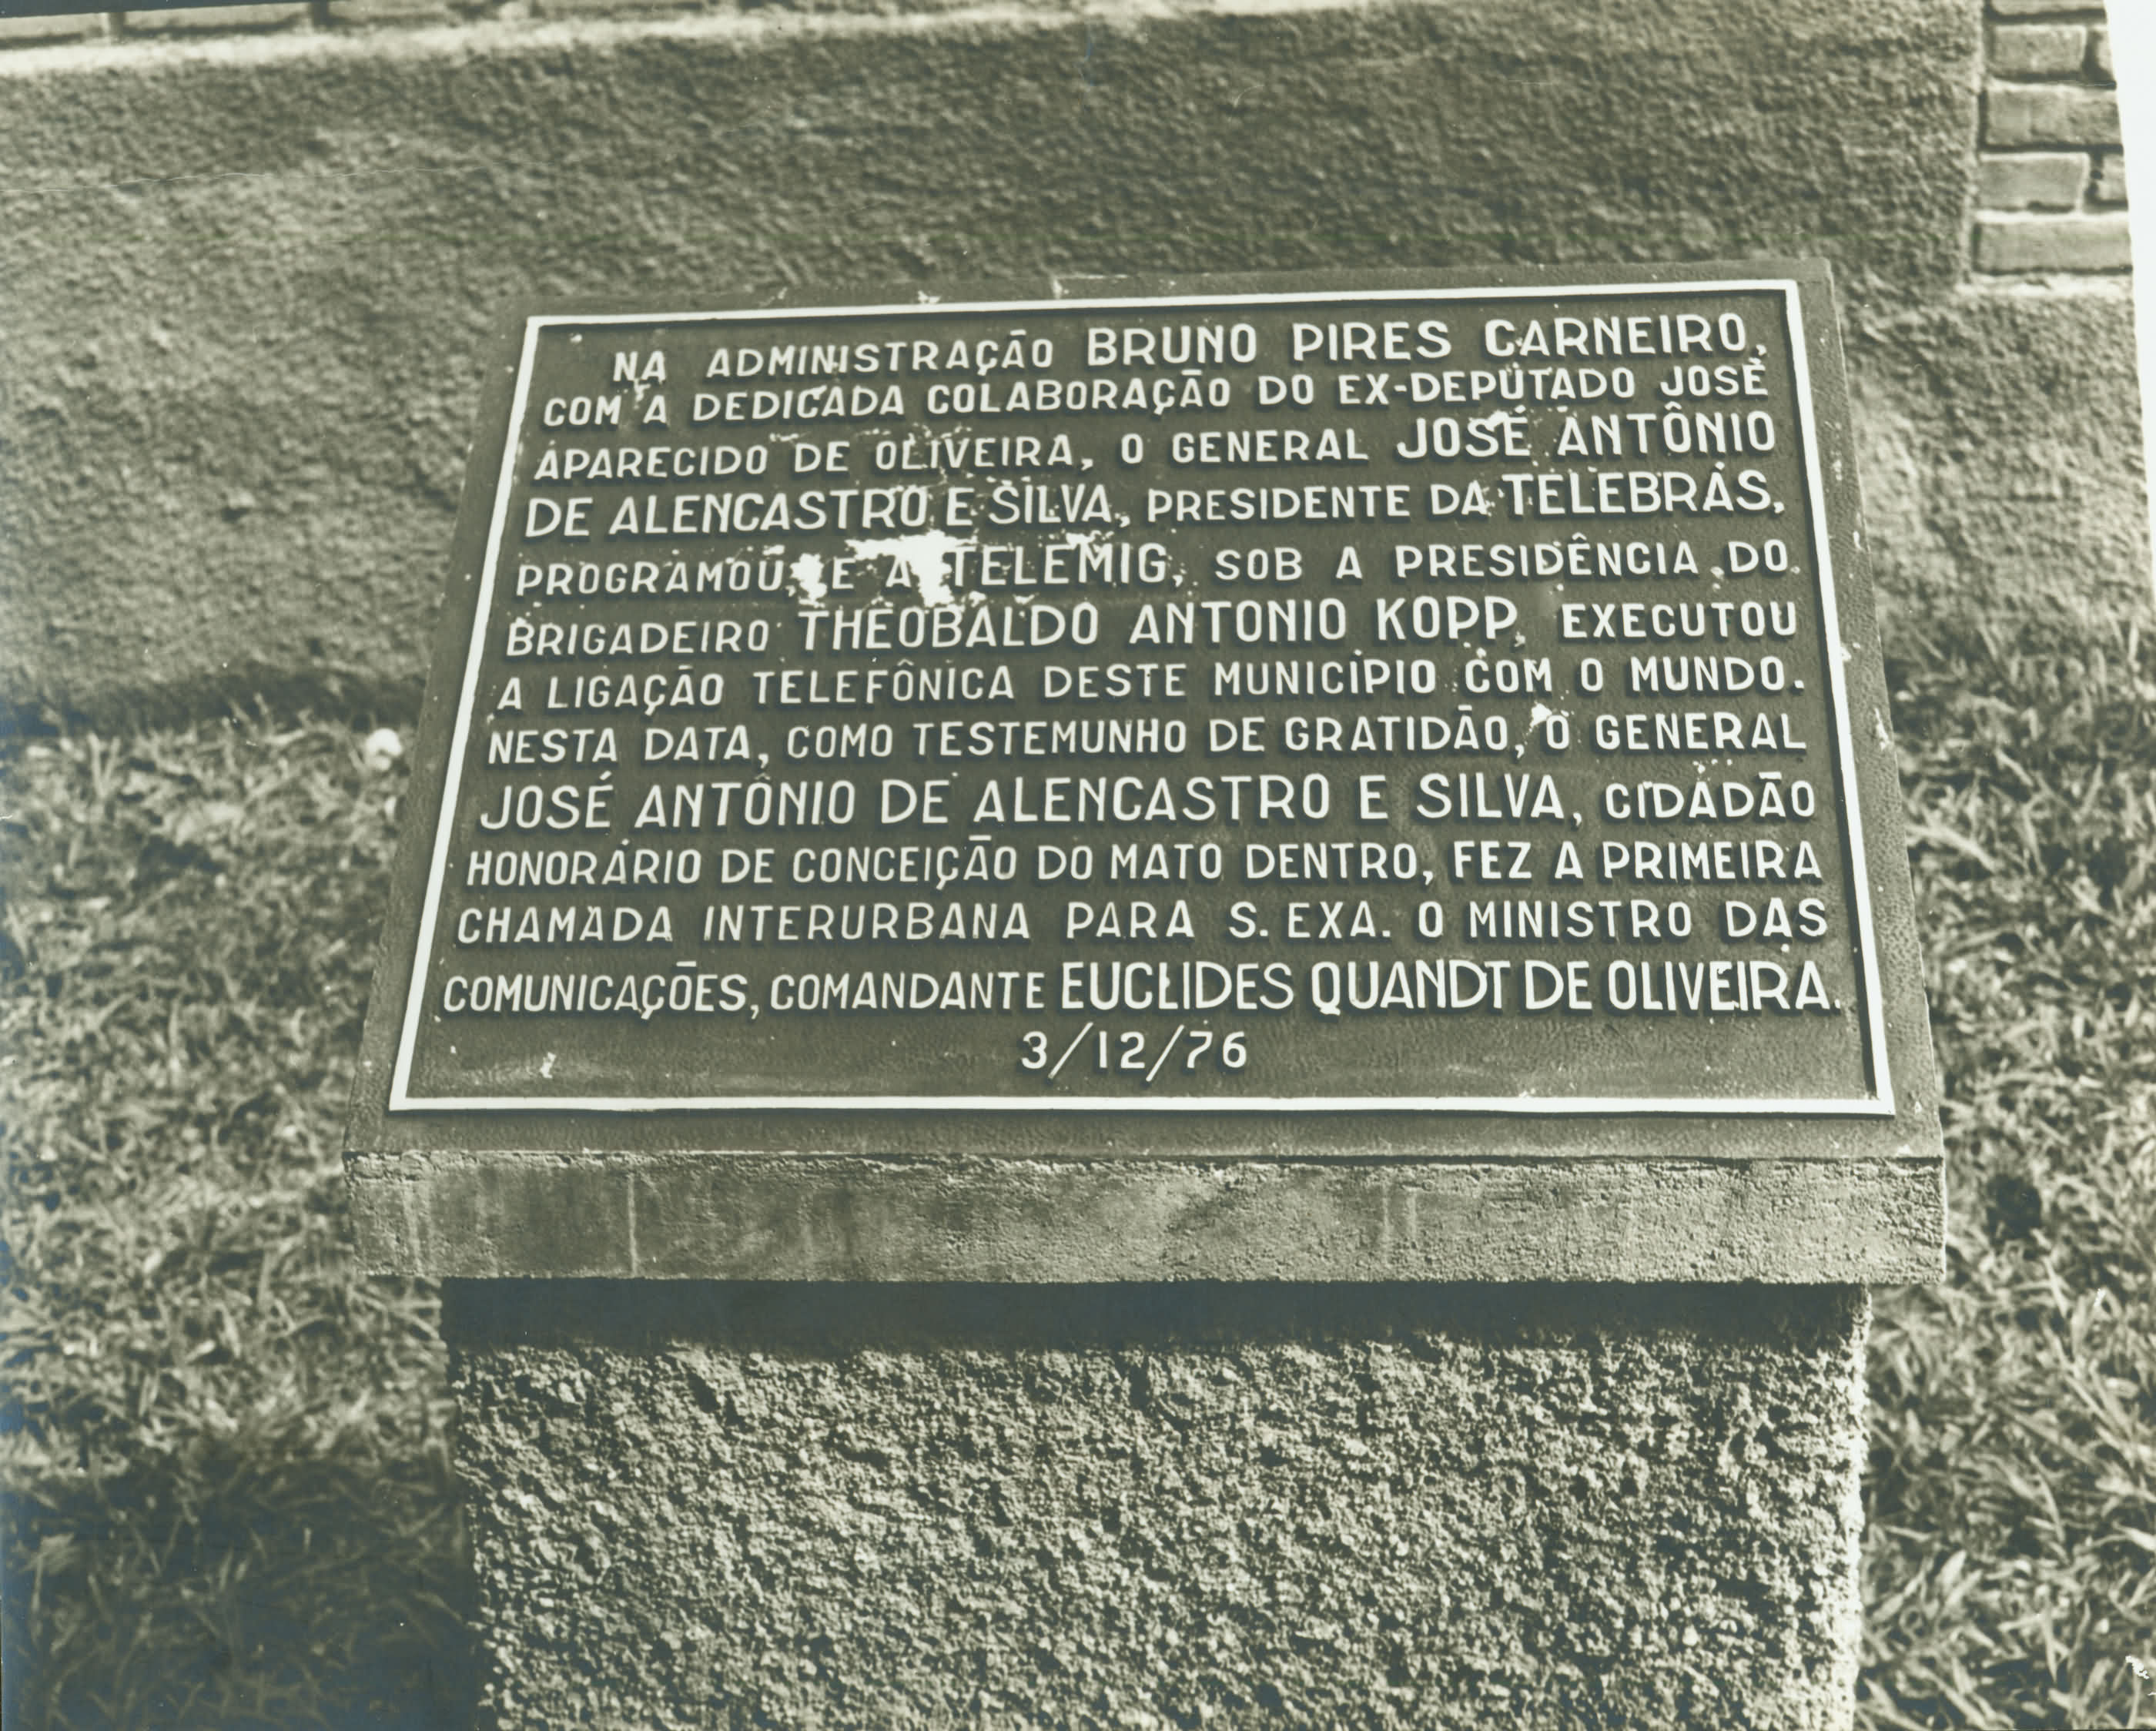 NA ADMINISTRAÇÃO BRUNO PIRES CARNEIRO,
COM A DEDICADA COLABORAÇÃO DO EX-DEPUTADO JOSÉ
APARECIDO DE OLIVEIRA, O GENERAL JOSÉ ANTÔNIO
DE ALENCASTRO E SILVA, PRESIDENTE DA TELEBRÁS,
PROGRAMOU, E A TELEMIG, SOB A PRESIDÊNCIA DO
BRIGADEIRO THEOBALDO ANTONIO KOPP, EXECUTOU
A LIGAÇÃO TELEFÔNICA DESTE MUNICÍPIO COM O MUNDO.
NESTA DATA, COMO TESTEMUNHO DE GRATIDÃO, O GENERAL
JOSÉ ANTÔNIO DE ALENCASTRO E SILVA, CIDADÃO
HONORÁRIO DE CONCEIÇÃO DO MATO DENTRO, FEZ A PRIMEIRA
CHAMADA INTERURBANA PARA S. EXA. O MINISTRO DAS
COMUNICAÇÕES, COMANDANTE EUCLIDES QUANDT DE OLIVEIRA.
3/12/76